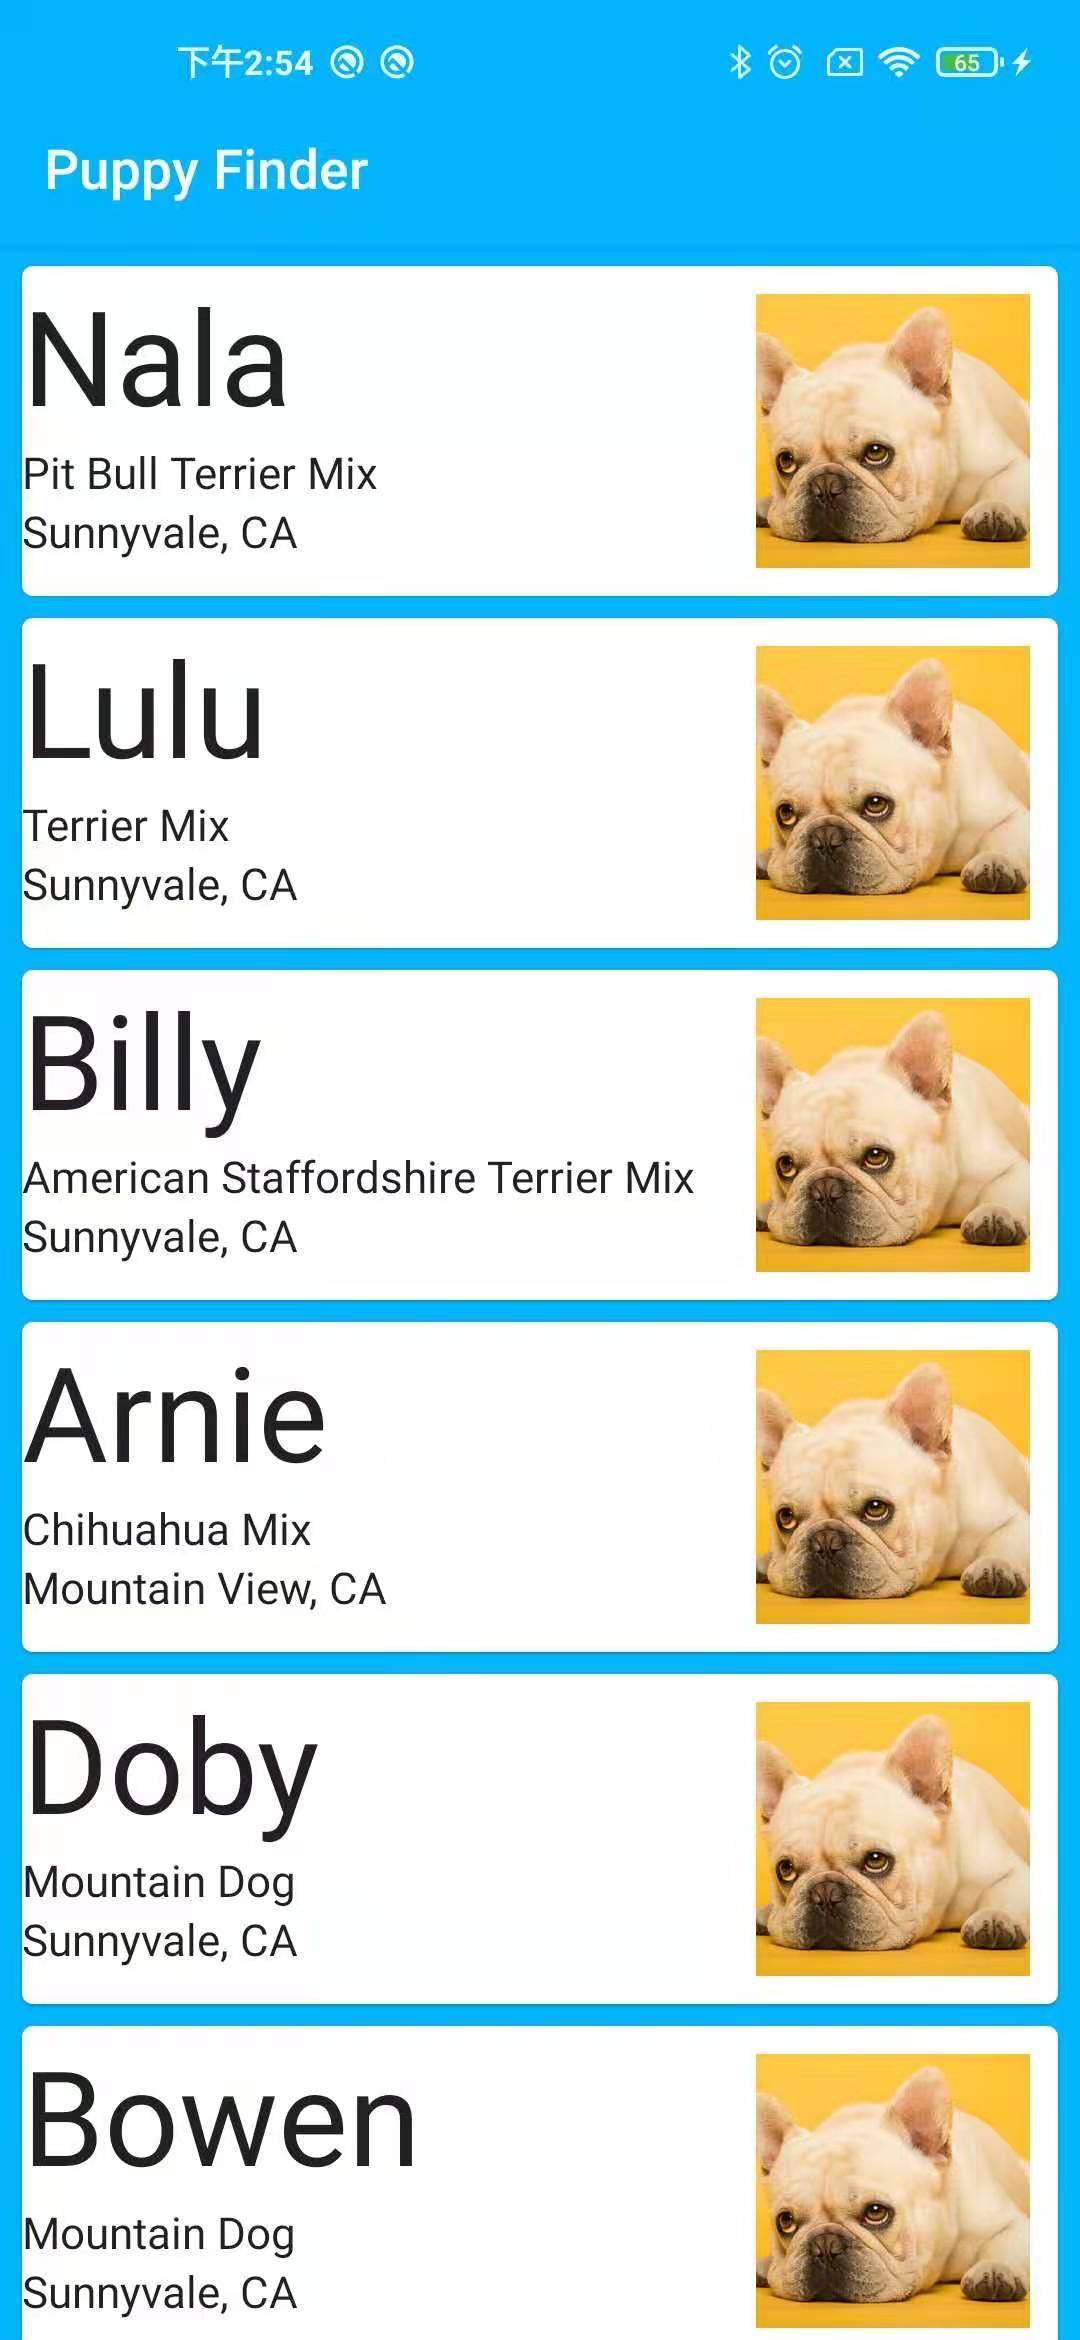 下午2:54
65
Puppy Finder
Nala
Pit Bull Terrier Mix
Sunnyvale, CA
Lulu
Terrier Mix
Sunnyvale, CA
Billy
American Staffordshire Terrier Mix
Sunnyvale, CA
Arnie
Chihuahua Mix
Mountain View, CA
Doby
Mountain Dog
Sunnyvale, CA
Bowen
Mountain Dog
Sunnyvale, CA